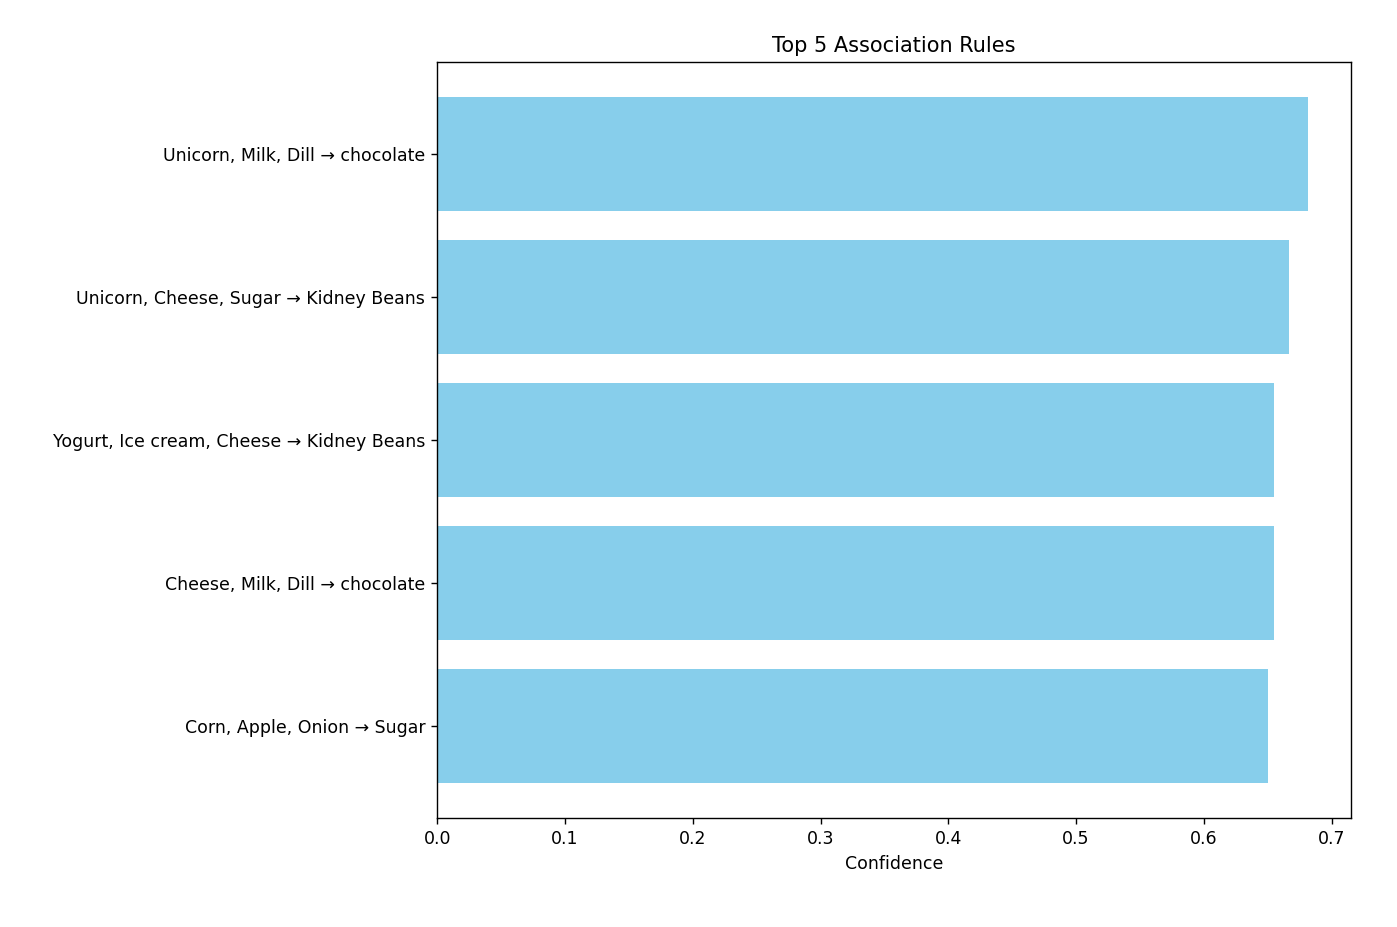 Top 5 Association Rules
Unicorn, Milk, Dill → chocolate
Unicorn, Cheese, Sugar → Kidney Beans
Yogurt, Ice cream, Cheese → Kidney Beans
Cheese, Milk, Dill → chocolate
Corn, Apple, Onion → Sugar
0.0 0.1 0.2 0.3 0.4 0.5 0.6 0.7
Confidence